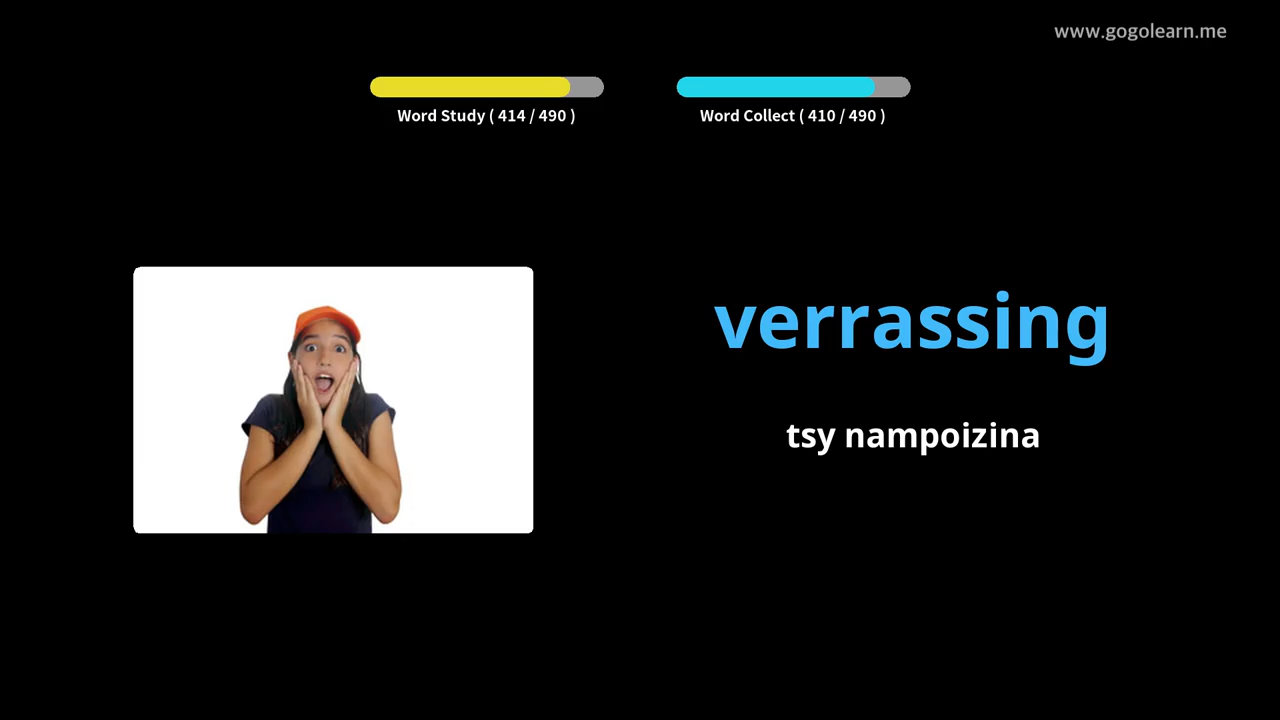 www.gogolearn.me
Word Study ( 414 / 490 )
Word Collect ( 410 / 490 )
verrassing
tsy nampoizina